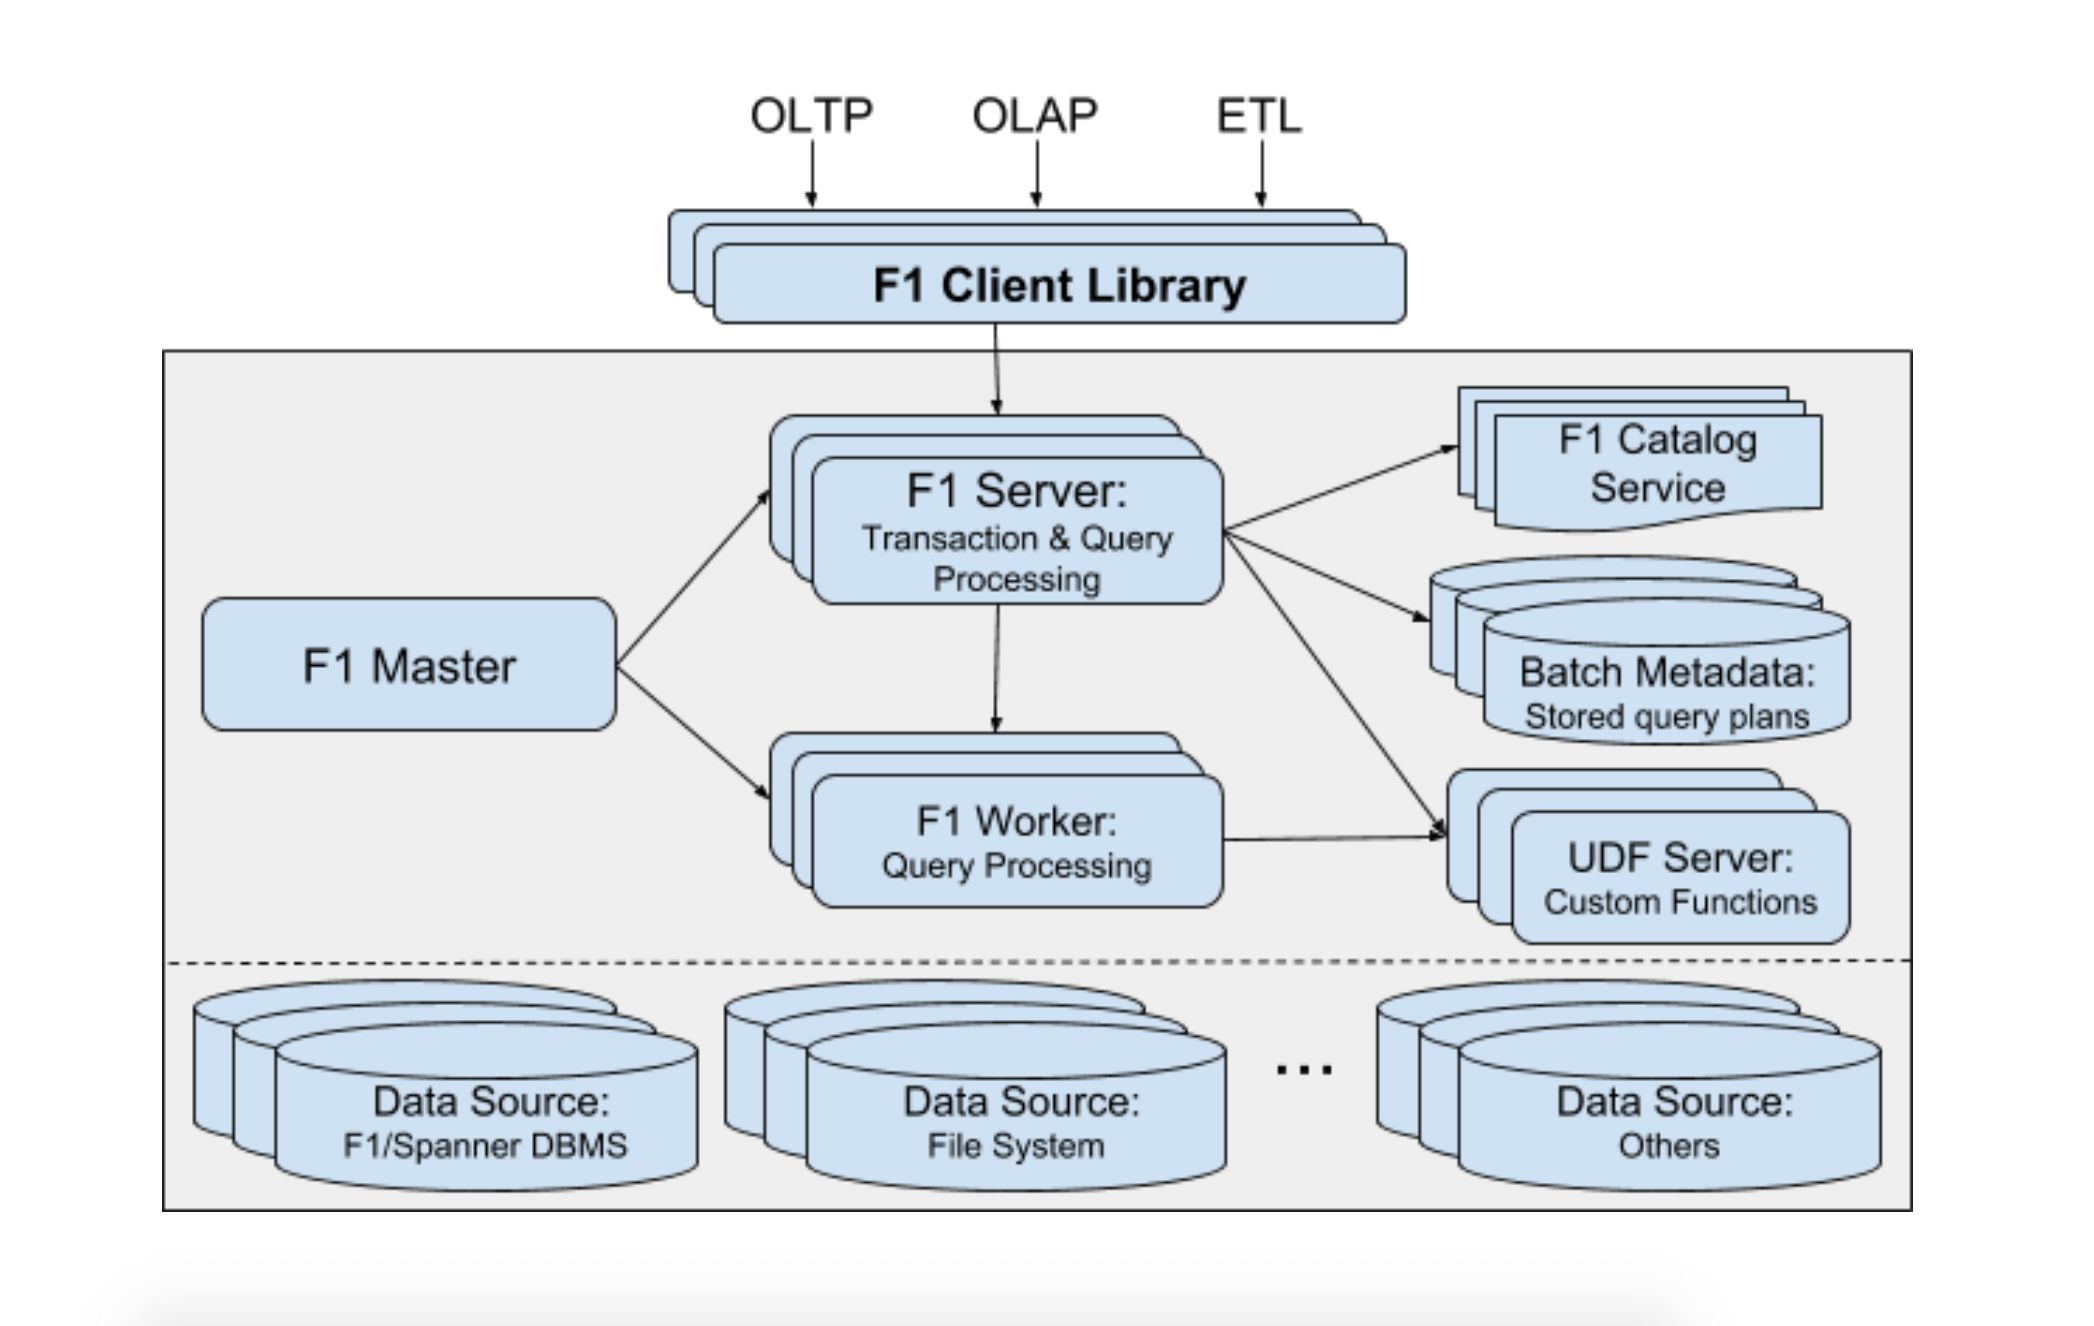 OLTP OLAP ETL
F1 Client Library
F1 Server:
Transaction & Query
Processing
F1 Catalog
Service
Batch Metadata:
Stored query plans
F1 Master
F1 Worker:
Query Processing
UDF Server:
Custom Functions
Data Source:
F1/Spanner DBMS
Data Source:
File System
...
Data Source:
Others